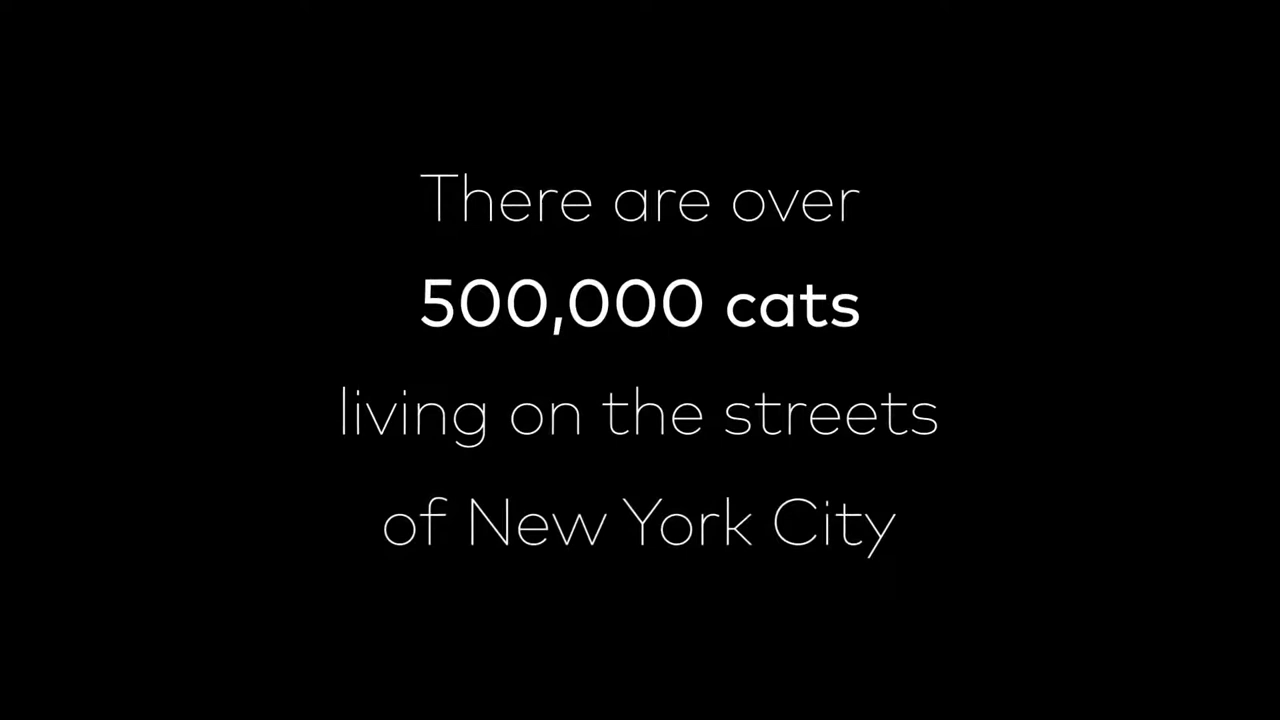 There are over
500,000 cats
living on the streets
of New York City